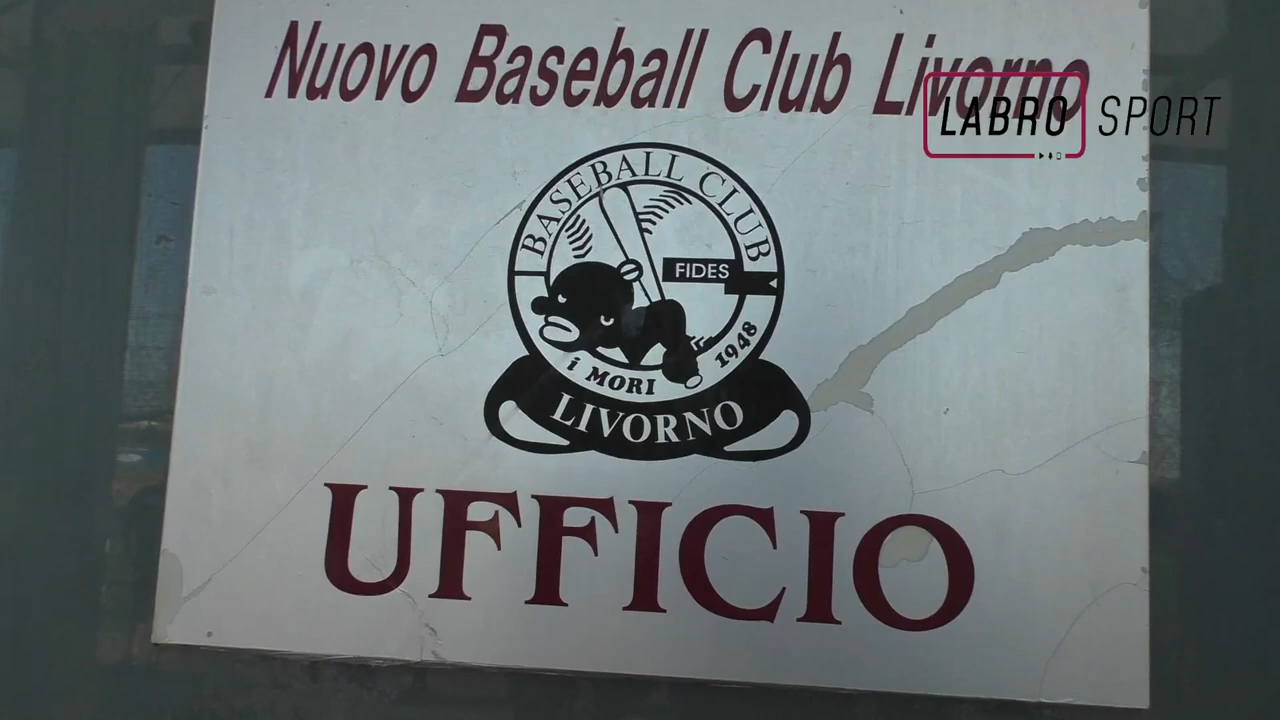 Nuovo Baseball Club Livorno
LABRO SPORT
BASEBALL CLUB
FIDES
i MORI 1948
LIVORNO
UFFICIO